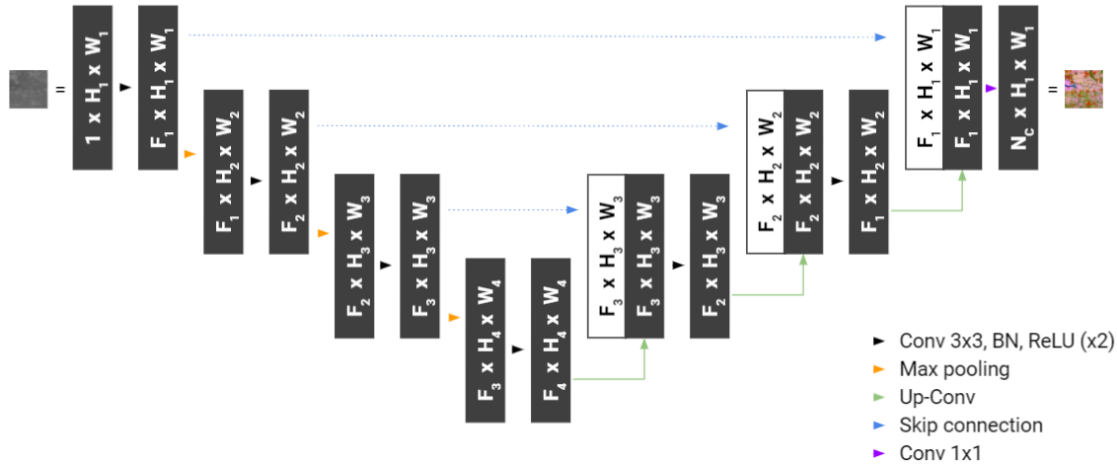 =
1 x H₁ x W₁
F₁ x H₁ x W₁
F₁ x H₂ x W₂
F₂ x H₂ x W₂
F₂ x H₃ x W₃
F₃ x H₃ x W₃
F₃ x H₄ x W₄
F₄ x H₄ x W₄
F₃ x H₃ x W₃
F₃ x H₃ x W₃
F₂ x H₃ x W₃
F₂ x H₂ x W₂
F₂ x H₂ x W₂
F₁ x H₂ x W₂
F₁ x H₁ x W₁
F₁ x H₁ x W₁
N_C x H₁ x W₁
=
Conv 3x3, BN, ReLU (x2)
Max pooling
Up-Conv
Skip connection
Conv 1x1